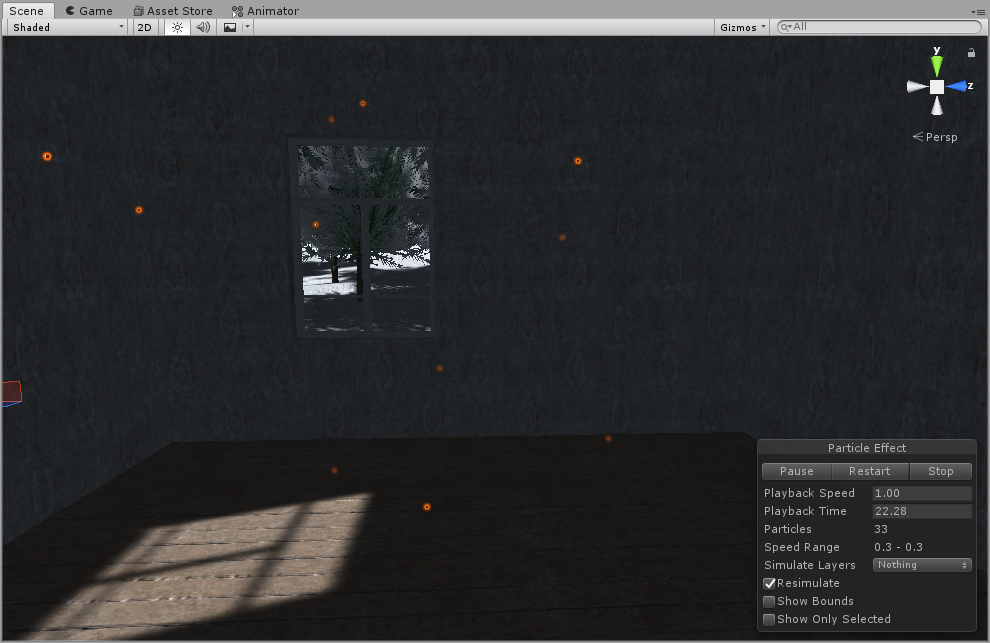 Scene Game Asset Store Animator
Shaded 2D Gizmos All
y
z
Persp
Particle Effect
Pause Restart Stop
Playback Speed 1.00
Playback Time 22.28
Particles 33
Speed Range 0.3 - 0.3
Simulate Layers Nothing
Resimulate
Show Bounds
Show Only Selected